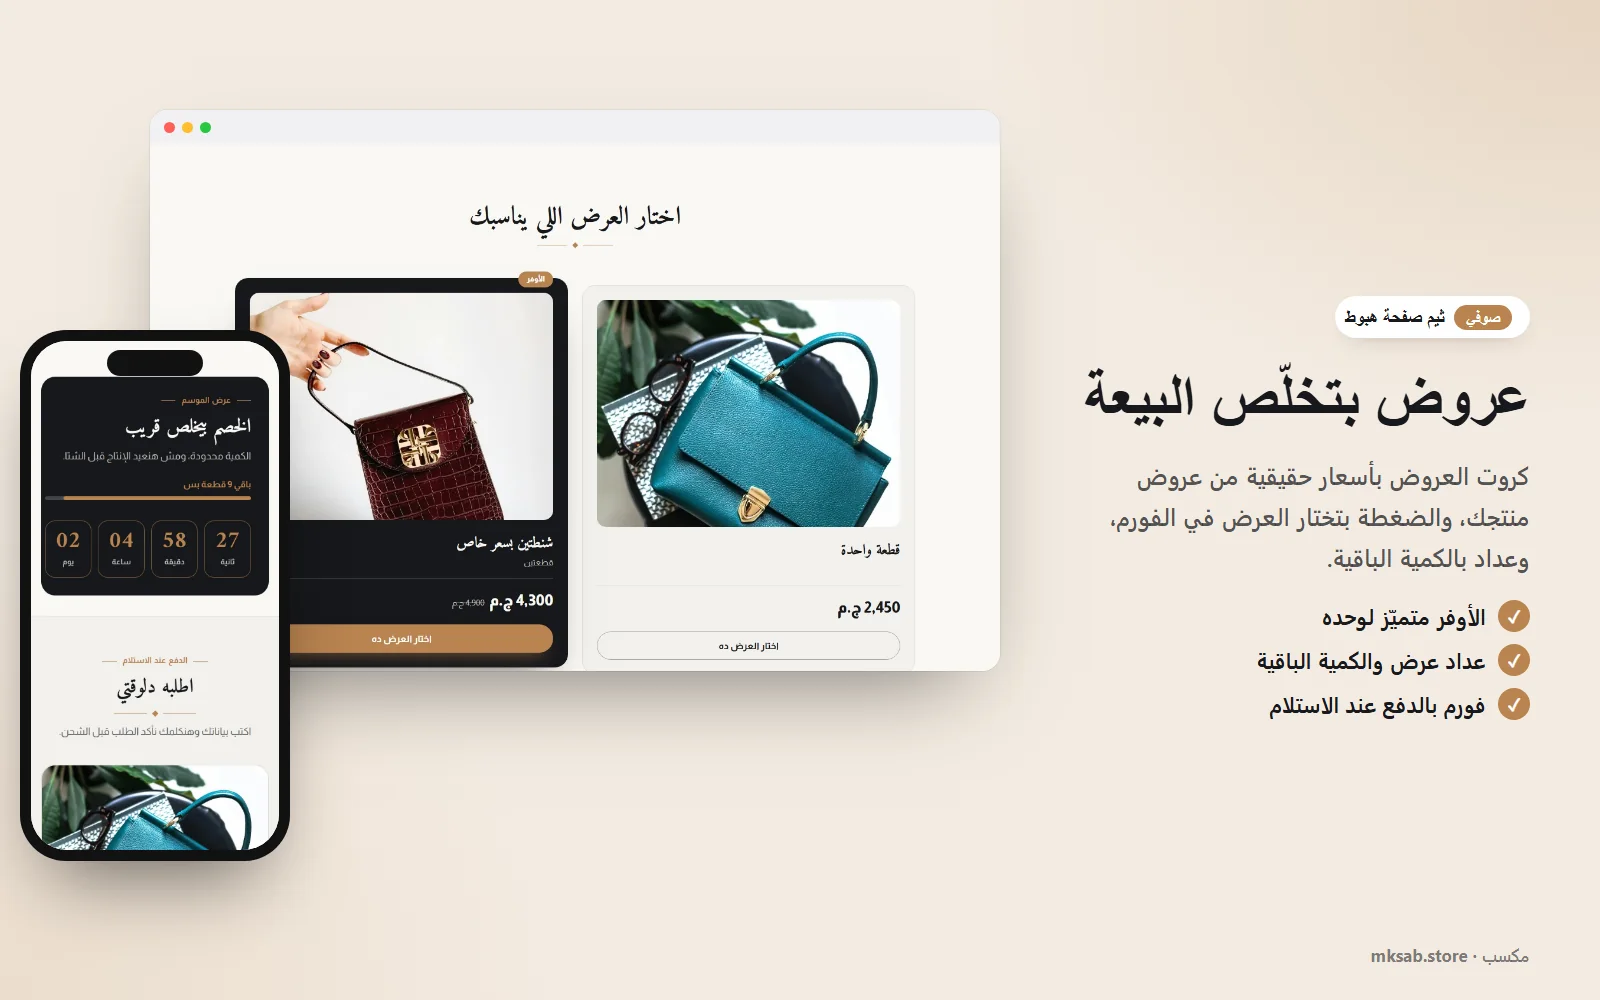 صوفي ثيم صفحة هبوط
عروض بتخلّص البيعة
كروت العروض بأسعار حقيقية من عروض
منتجك، والضغطة بتختار العرض في الفورم،
وعداد بالكمية الباقية.
الأوفر متميّز لوحده
عداد عرض والكمية الباقية
فورم بالدفع عند الاستلام
مكسب · mksab.store
اختار العرض اللي يناسبك
قطعة واحدة
2,450 ج.م
اختار العرض ده
الأوفر
شنطتين بسعر خاص
قطعتين
4,300 ج.م 4,900 ج.م
اختار العرض ده
عرض الموسم
الخصم بيخلص قريب
الكمية محدودة، ومش هنعيد الإنتاج قبل الشتا.
باقي 9 قطعة بس
27 58 04 02
ثانية دقيقة ساعة يوم
الدفع عند الاستلام
اطلبه دلوقتي
اكتب بياناتك وهنكلمك نأكد الطلب قبل الشحن.